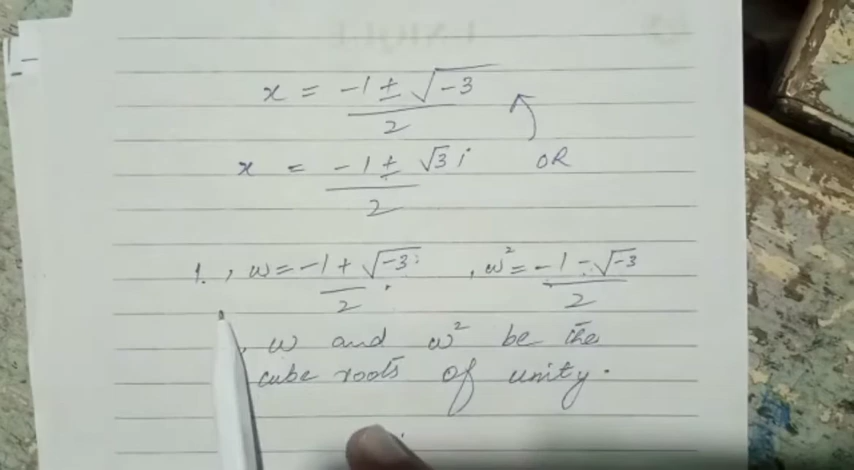 x = -1 ± √-3 / 2
x = -1 ± √3 i / 2 OR
1. , ω = -1 + √-3 i / 2 , ω² = -1 - √-3 / 2
, ω and ω² be the
cube roots of unity.